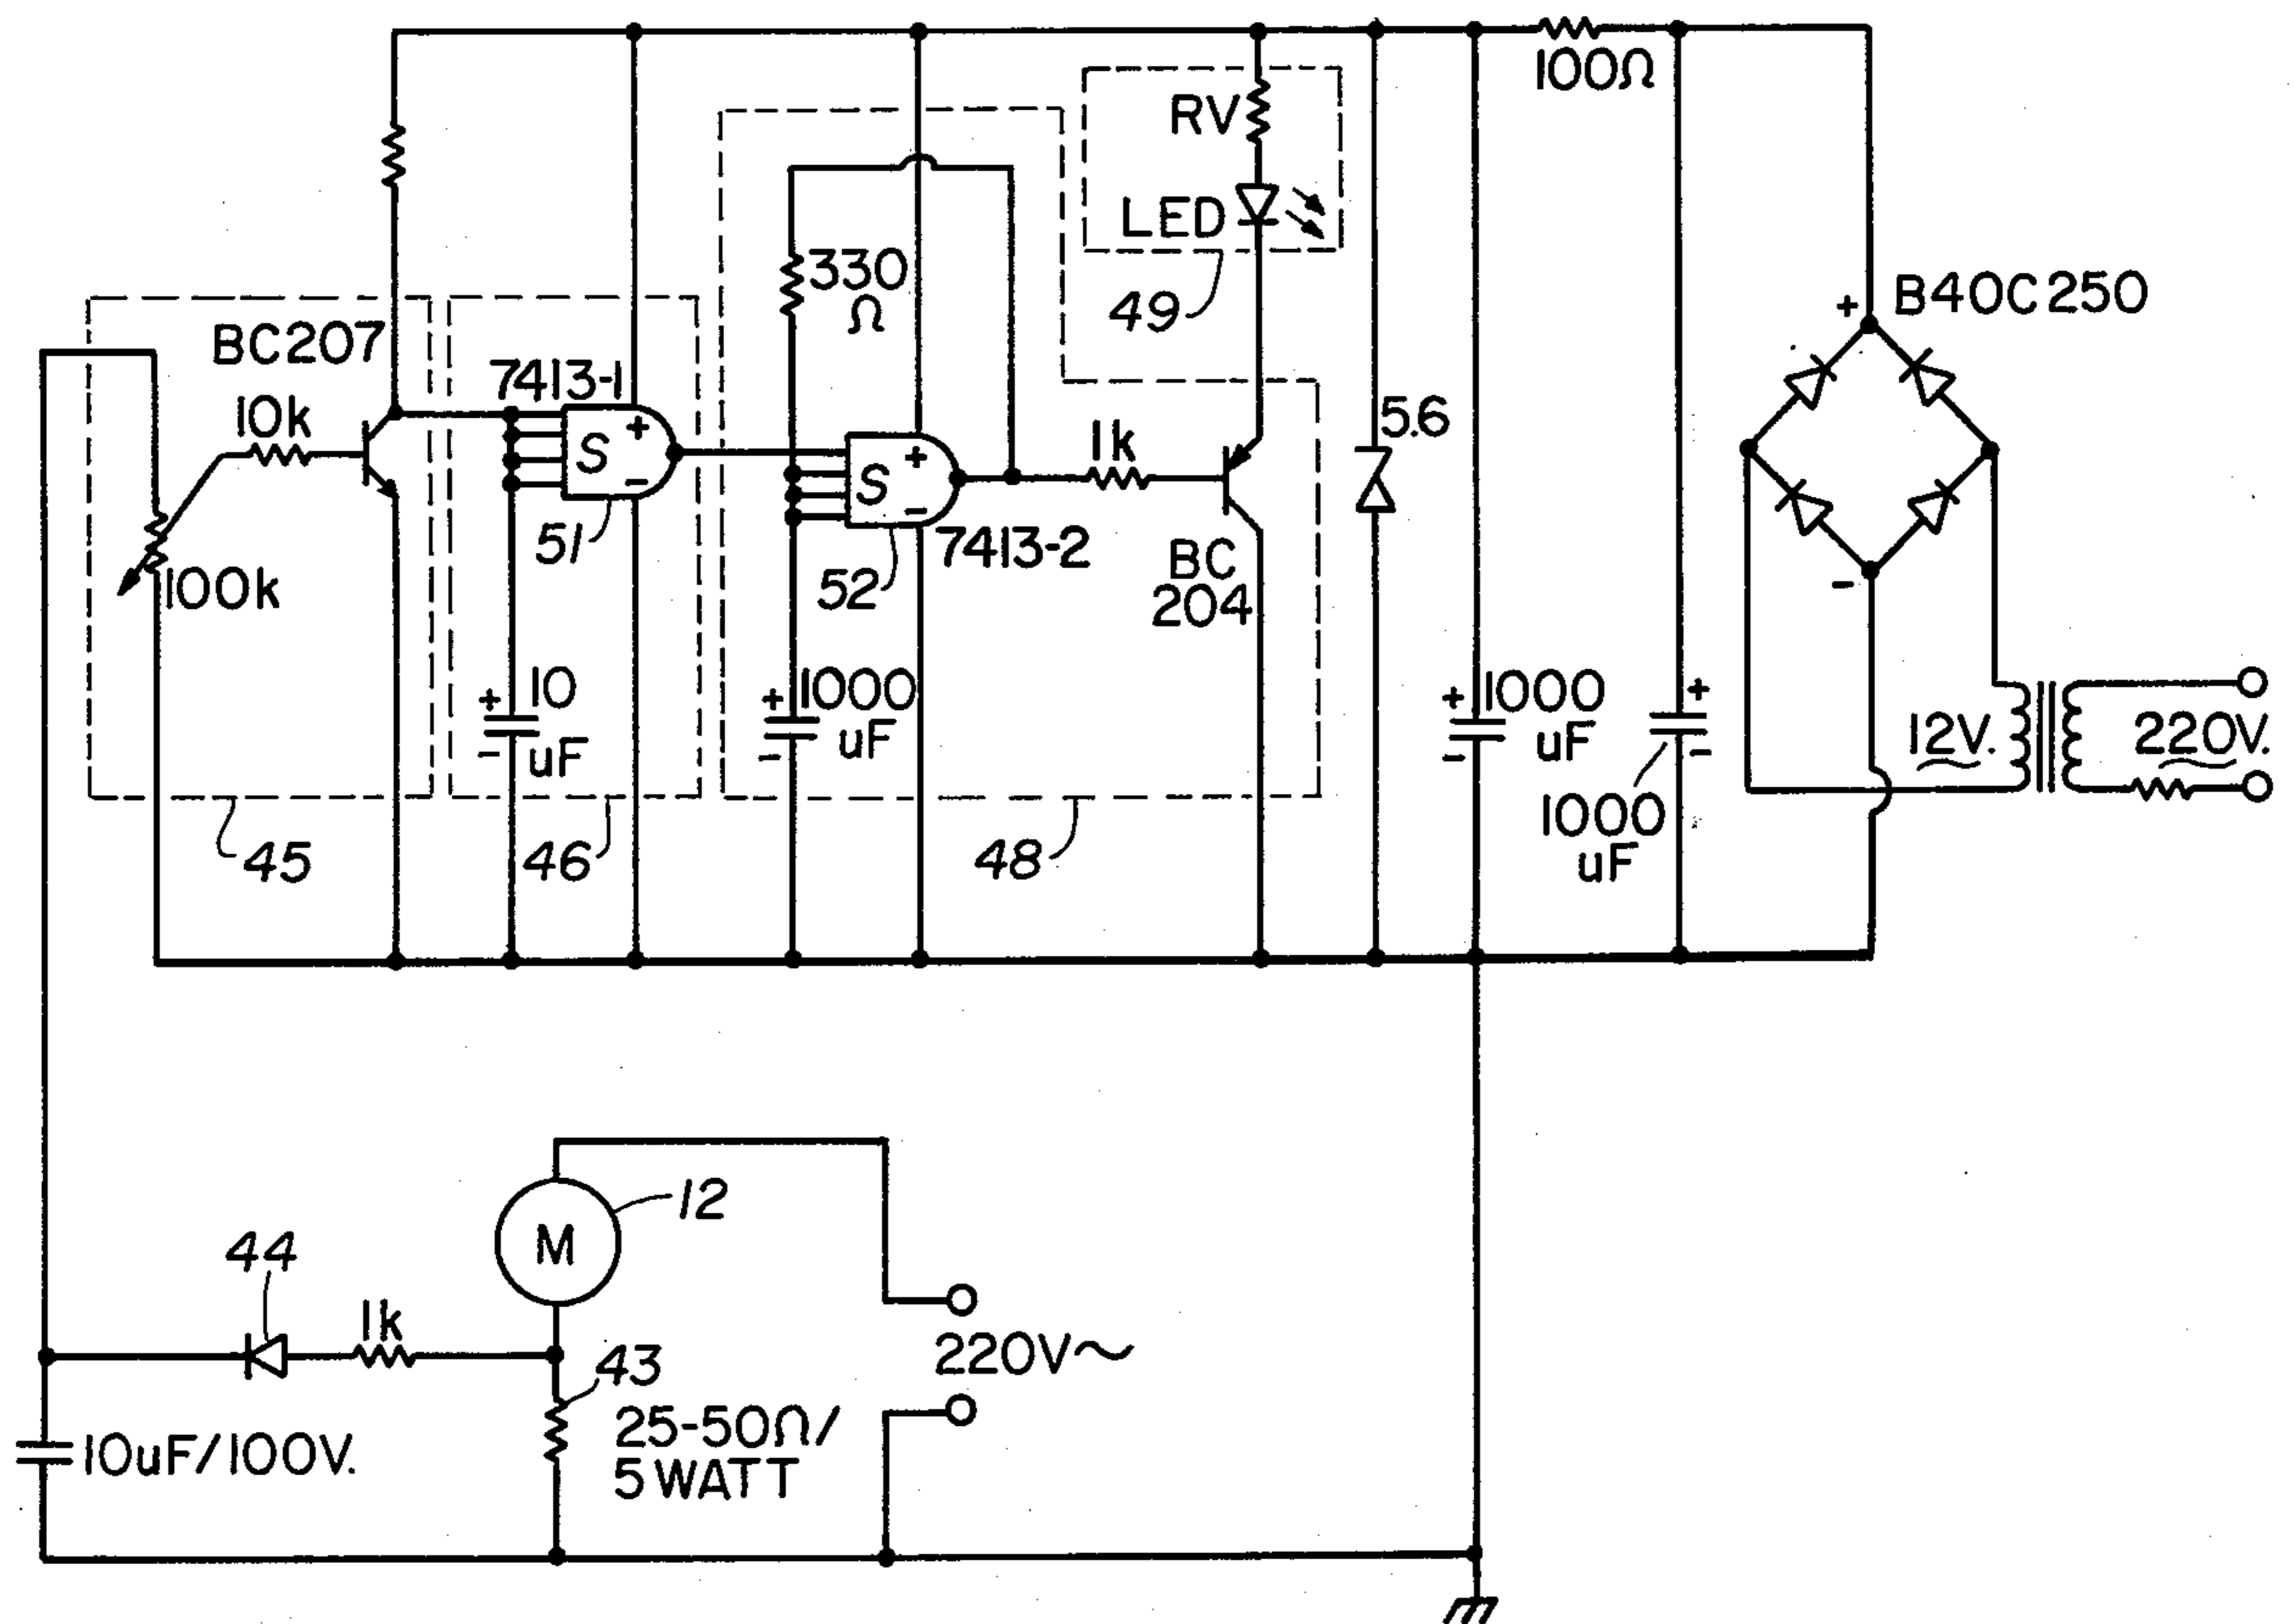 100Ω
RV
LED
49
330
Ω
B40C250
+
BC207
7413-1
10k
+
S
-
51
1k
5.6
+
S
-
52
7413-2
BC
204
100k
-
+
10
uF
-
+
1000
uF
-
+
1000
uF
-
+
-
1000
uF
12V.
220V.
45
46
48
12
M
44
1k
43
220V~
25-50Ω/
5 WATT
10uF/100V.